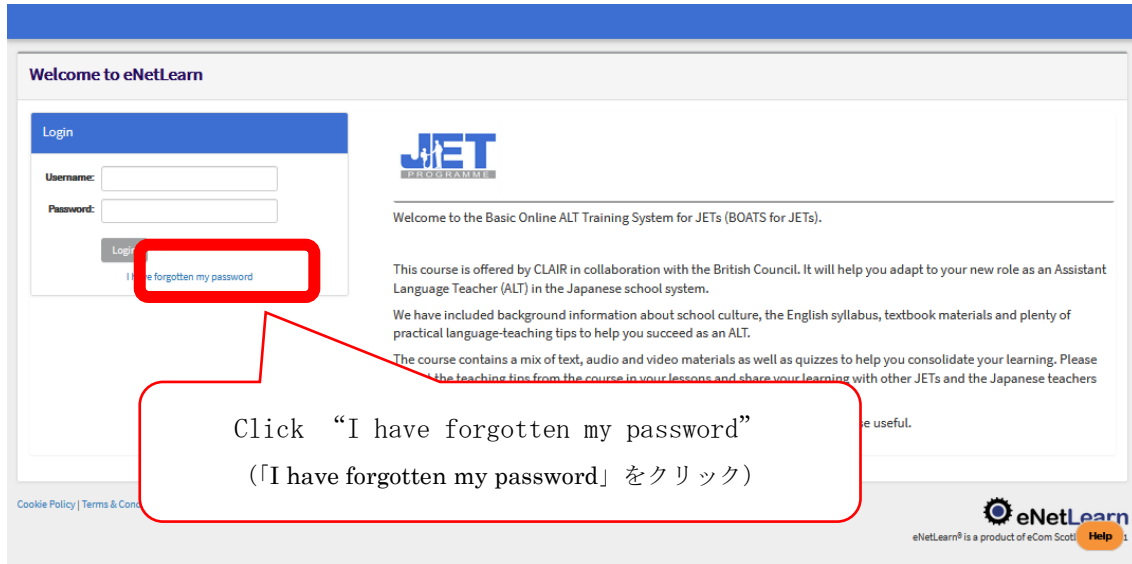 Welcome to eNetLearn
Login
Username:
Password:
Login
I have forgotten my password
JET
PROGRAMME
Welcome to the Basic Online ALT Training System for JETs (BOATS for JETs).
This course is offered by CLAIR in collaboration with the British Council. It will help you adapt to your new role as an Assistant
Language Teacher (ALT) in the Japanese school system.
We have included background information about school culture, the English syllabus, textbook materials and plenty of
practical language-teaching tips to help you succeed as an ALT.
The course contains a mix of text, audio and video materials as well as quizzes to help you consolidate your learning. Please
the teaching tips from the course in your lessons and share your learning with other JETs and the Japanese teachers
useful.
Click “I have forgotten my password”
(「I have forgotten my password」をクリック)
Cookie Policy | Terms &
eNetLearn
eNetLearn® is a product of eCom
Help